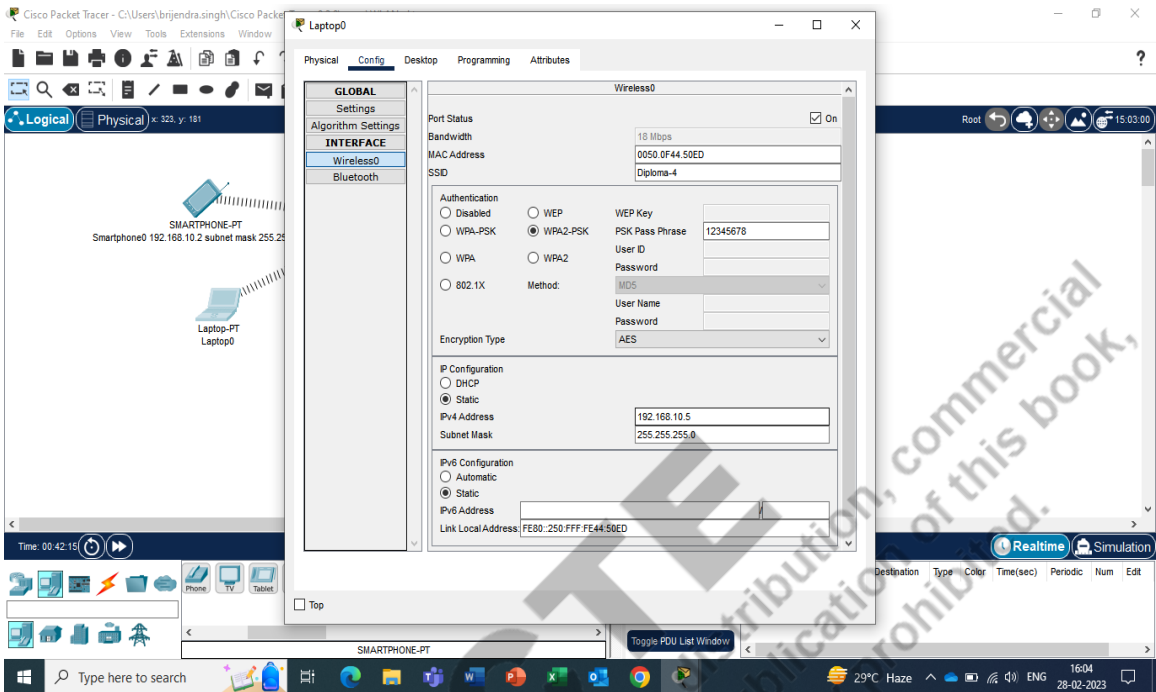 Cisco Packet Tracer - C:\Users\brijendra.singh\Cisco Packe
File Edit Options View Tools Extensions Window
?
Logical Physical x: 323, y: 181
Root 15:03:00
SMARTPHONE-PT
Smartphone0 192.168.10.2 subnet mask 255.25
Laptop-PT
Laptop0
Laptop0
Physical Config Desktop Programming Attributes
GLOBAL
Settings
Algorithm Settings
INTERFACE
Wireless0
Bluetooth
Wireless0
Port Status On
Bandwidth 18 Mbps
MAC Address 0050.0F44.50ED
SSID Diploma-4
Authentication
Disabled WEP WEP Key
WPA-PSK WPA2-PSK PSK Pass Phrase 12345678
User ID
WPA WPA2
Password
802.1X Method: MD5
User Name
Password
Encryption Type AES
IP Configuration
DHCP
Static
IPv4 Address 192.168.10.5
Subnet Mask 255.255.255.0
IPv6 Configuration
Automatic
Static
IPv6 Address /
Link Local Address: FE80::250:FFF:FE44:50ED
Top
Time: 00:42:15
Realtime Simulation
Phone TV Tablet
Destination Type Color Time(sec) Periodic Num Edit
Toggle PDU List Window
SMARTPHONE-PT
Type here to search
29°C Haze ENG 16:04
28-02-2023
commercial
of this book,
prohibited.